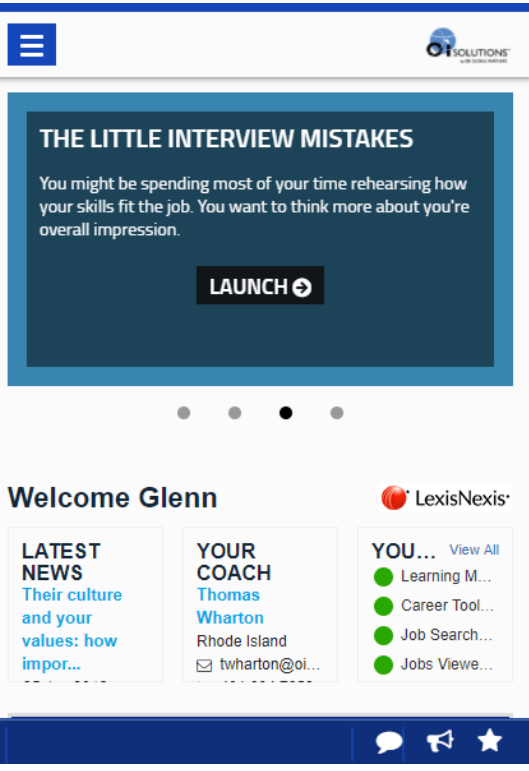 Oi SOLUTIONS
THE LITTLE INTERVIEW MISTAKES
You might be spending most of your time rehearsing how
your skills fit the job. You want to think more about you're
overall impression.
LAUNCH
Welcome Glenn
LexisNexis
LATEST
NEWS
Their culture
and your
values: how
impor...
YOUR
COACH
Thomas
Wharton
Rhode Island
twharton@oi...
YOU... View All
Learning M...
Career Tool...
Job Search...
Jobs Viewe...